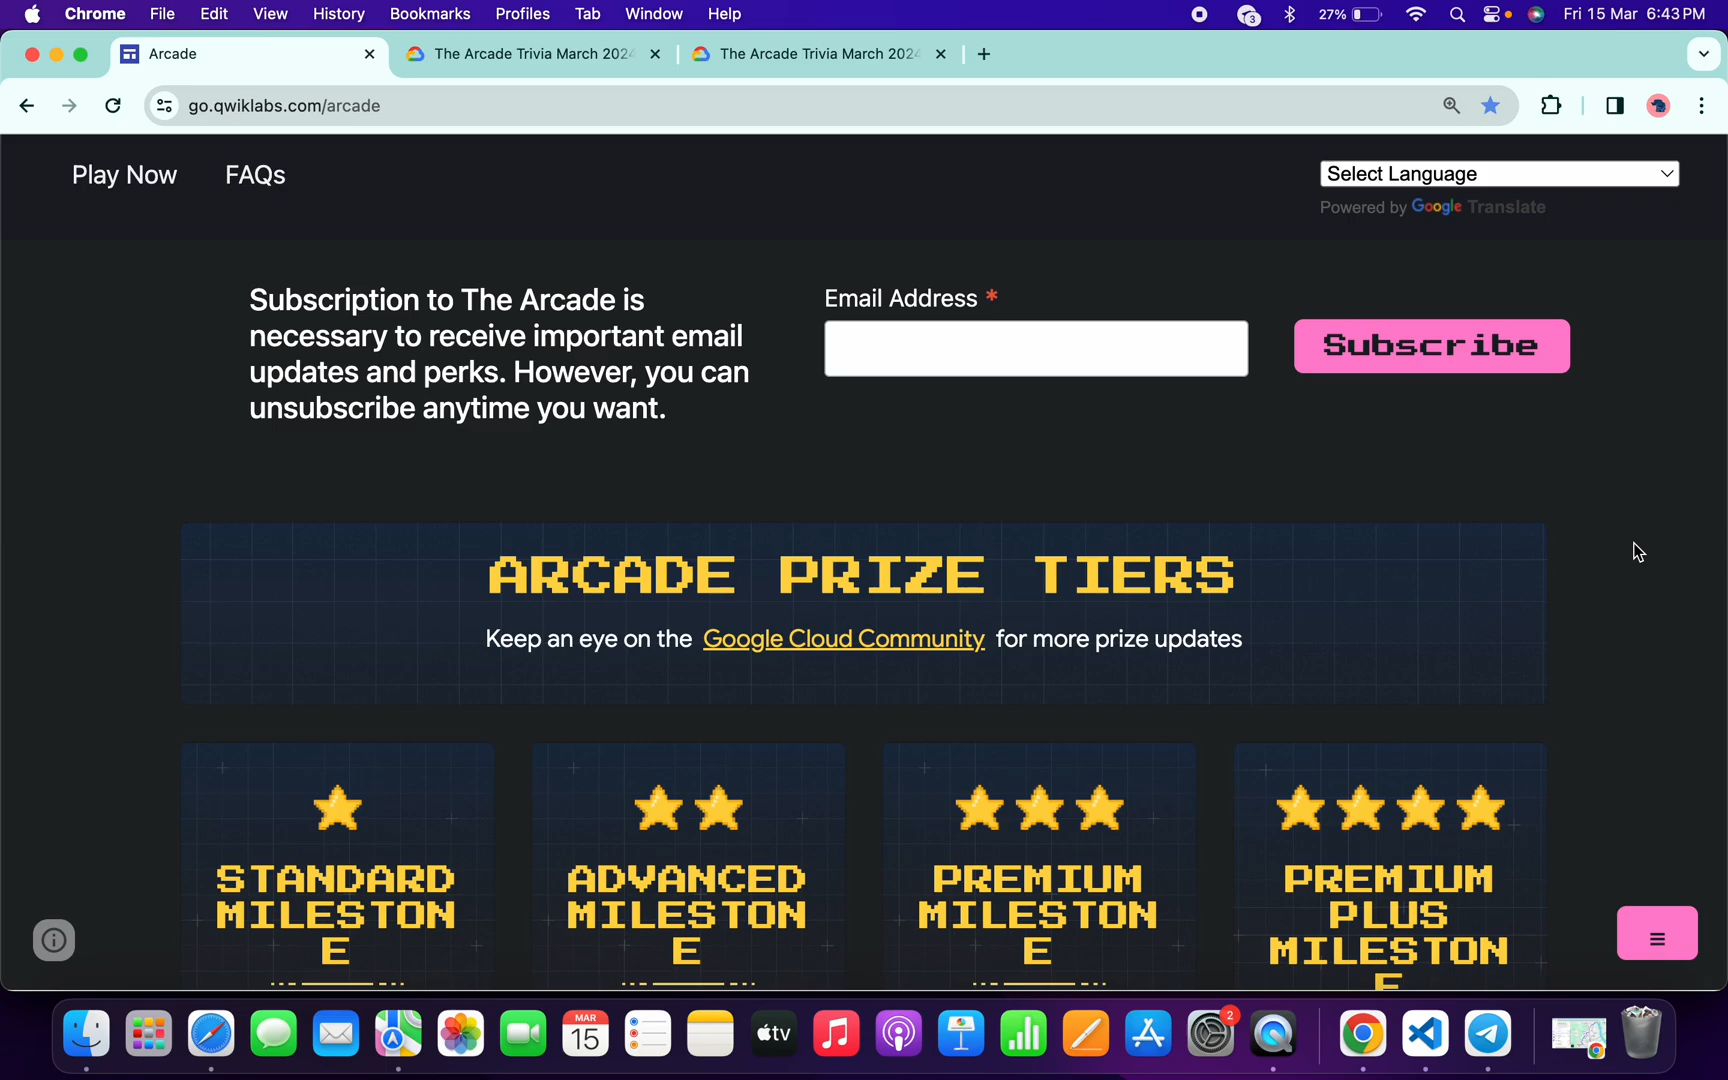 Chrome File Edit View History Bookmarks Profiles Tab Window Help 3 27% Fri 15 Mar 6:43 PM
Arcade The Arcade Trivia March 2024 The Arcade Trivia March 202
go.qwiklabs.com/arcade
Play Now FAQs
Select Language
Powered by Google Translate
Subscription to The Arcade is
necessary to receive important email
updates and perks. However, you can
unsubscribe anytime you want.
Email Address *
Subscribe
ARCADE PRIZE TIERS
Keep an eye on the Google Cloud Community for more prize updates
STANDARD
MILESTON
E
ADVANCED
MILESTON
E
PREMIUM
MILESTON
E
PREMIUM
PLUS
MILESTON
E
MAR
15
tv
2